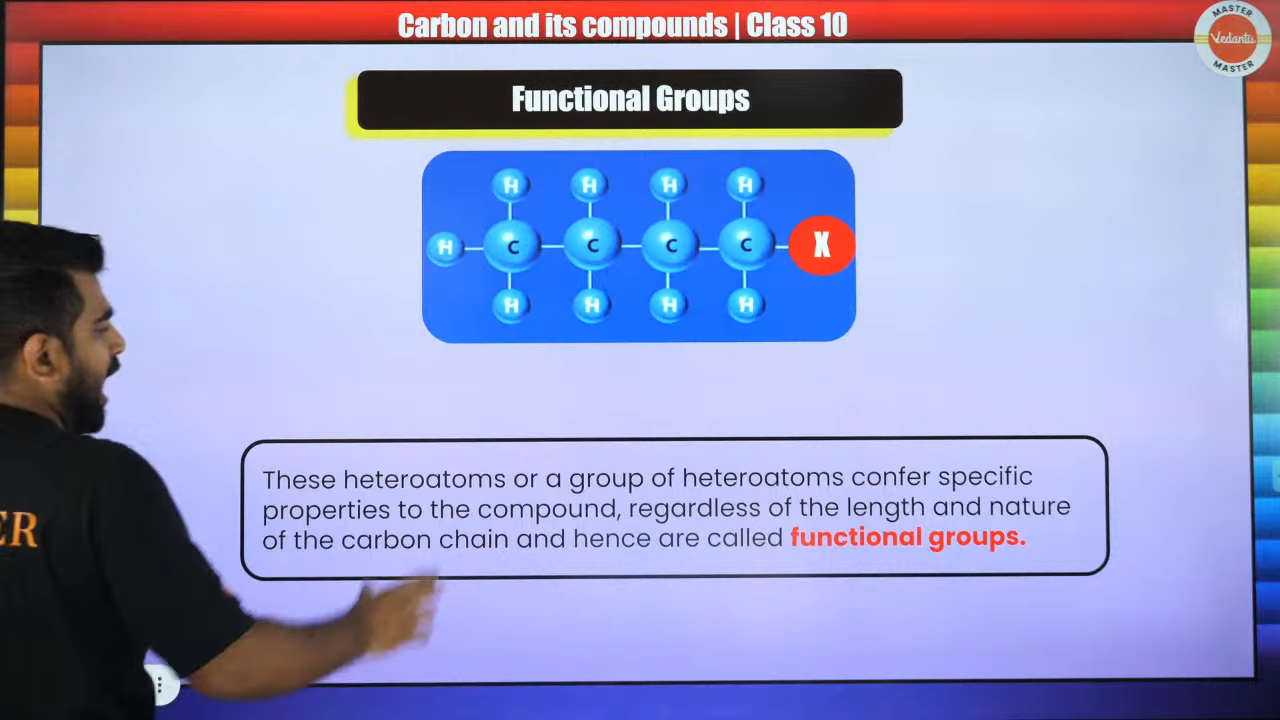 Carbon and its compounds | Class 10
MASTER
Vedantu
MASTER
Functional Groups
H H H H
H C C C C X
H H H H
These heteroatoms or a group of heteroatoms confer specific
properties to the compound, regardless of the length and nature
of the carbon chain and hence are called functional groups.
ER